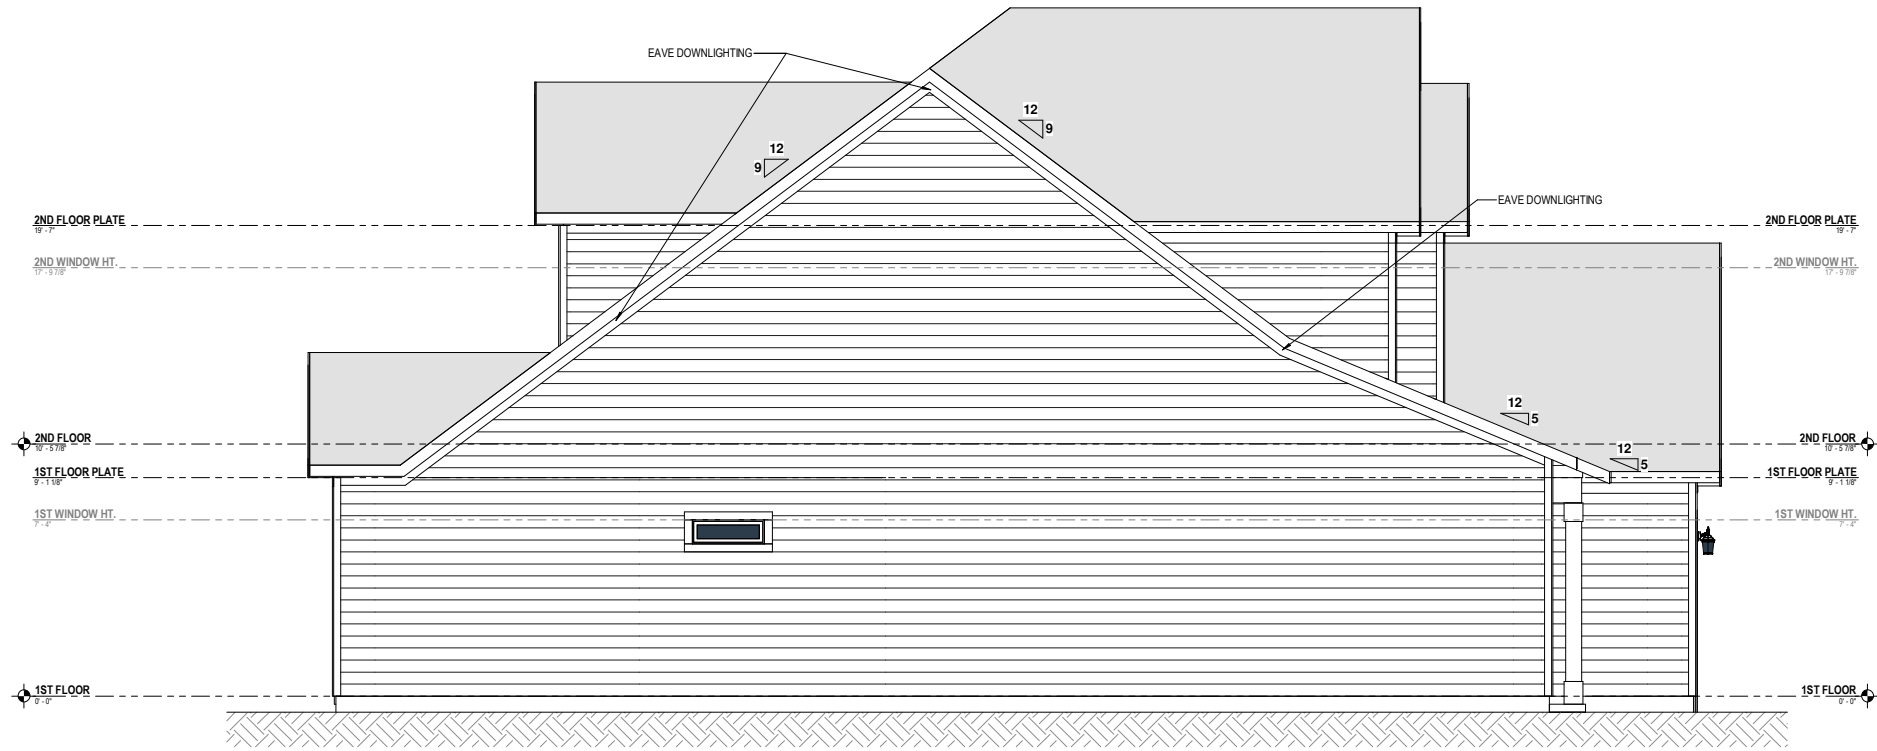 EAVE DOWNLIGHTING
12
9
12
9
EAVE DOWNLIGHTING
2ND FLOOR PLATE
19' - 7"
2ND FLOOR PLATE
19' - 7"
2ND WINDOW HT.
17' - 9 7/8"
2ND WINDOW HT.
17' - 9 7/8"
12
5
2ND FLOOR
10' - 5 7/8"
2ND FLOOR
10' - 5 7/8"
12
5
1ST FLOOR PLATE
9' - 1 1/8"
1ST FLOOR PLATE
9' - 1 1/8"
1ST WINDOW HT.
7' - 4"
1ST WINDOW HT.
7' - 4"
1ST FLOOR
0' - 0"
1ST FLOOR
0' - 0"